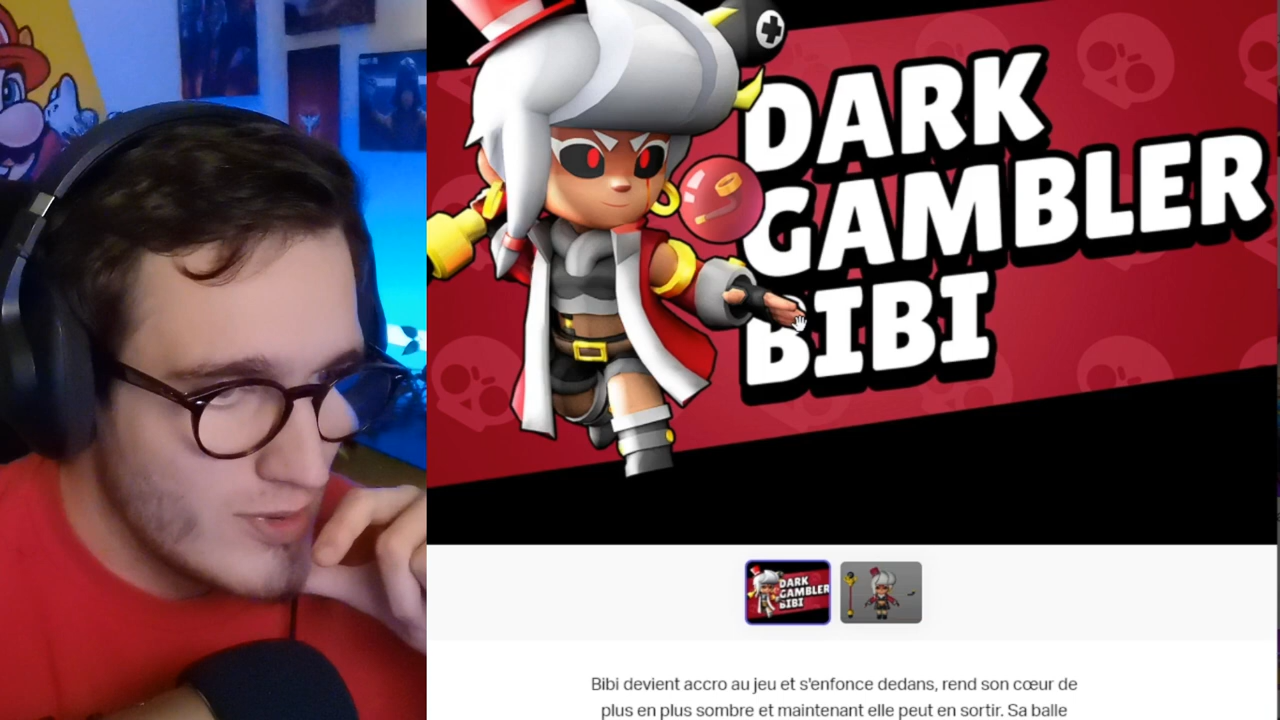 DARK
GAMBLER
BIBI
DARK
GAMBLER
BIBI
Bibi devient accro au jeu et s'enfonce dedans, rend son cœur de
plus en plus sombre et maintenant elle peut en sortir. Sa balle